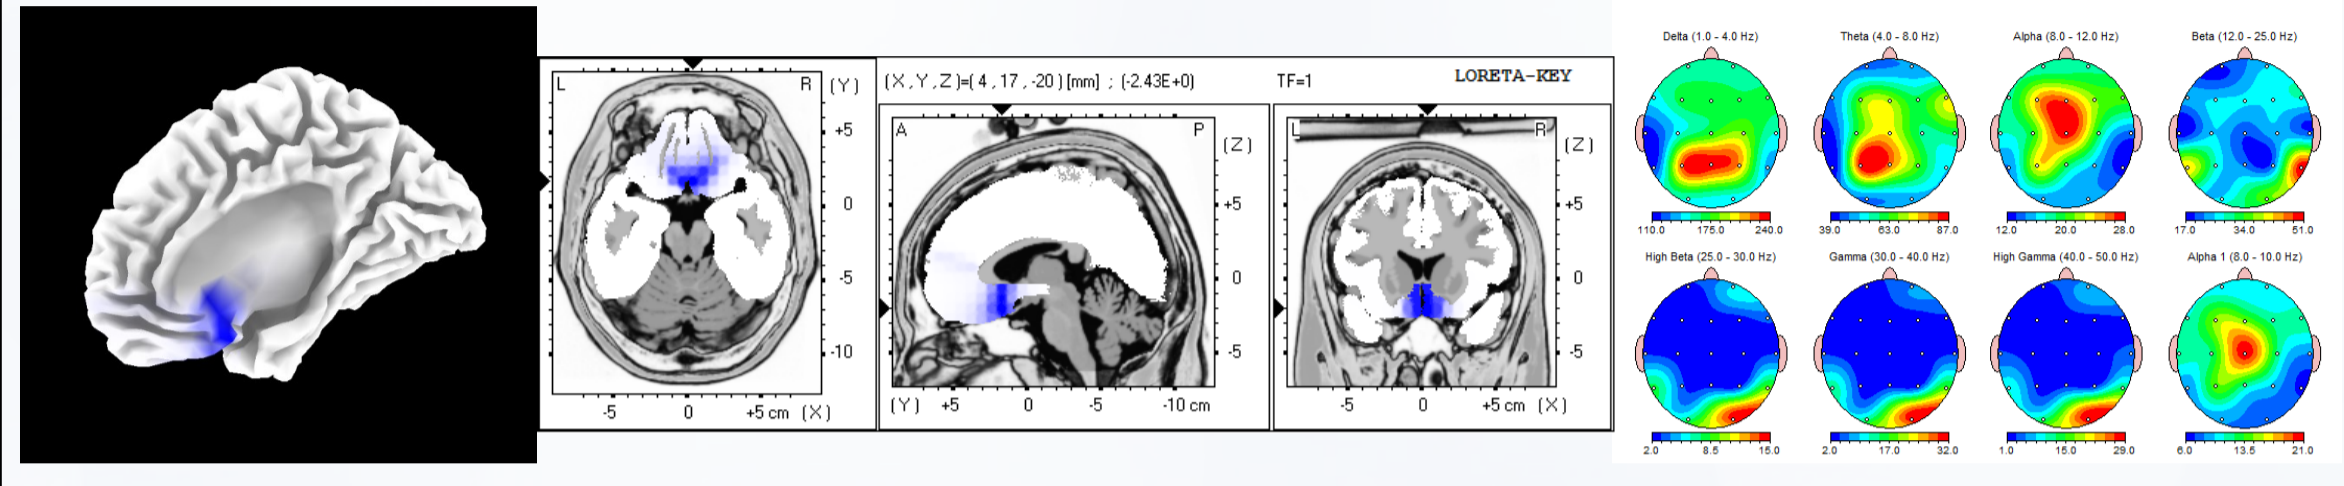 L R (Y)
+5
0
-5
-10
-5 0 +5 cm (X)
(X,Y,Z)=( 4 , 17 , -20 ) [mm] ; (-2.43E+0) TF=1 LORETA-KEY
A P (Z)
+5
0
-5
(Y) +5 0 -5 -10 cm
L R (Z)
+5
0
-5
-5 0 +5 cm (X)
Delta (1.0 - 4.0 Hz) Theta (4.0 - 8.0 Hz) Alpha (8.0 - 12.0 Hz) Beta (12.0 - 25.0 Hz)
110.0 175.0 240.0 39.0 63.0 87.0 12.0 20.0 28.0 17.0 34.0 51.0
High Beta (25.0 - 30.0 Hz) Gamma (30.0 - 40.0 Hz) High Gamma (40.0 - 50.0 Hz) Alpha 1 (8.0 - 10.0 Hz)
2.0 8.5 15.0 2.0 17.0 32.0 1.0 15.0 29.0 6.0 13.5 21.0